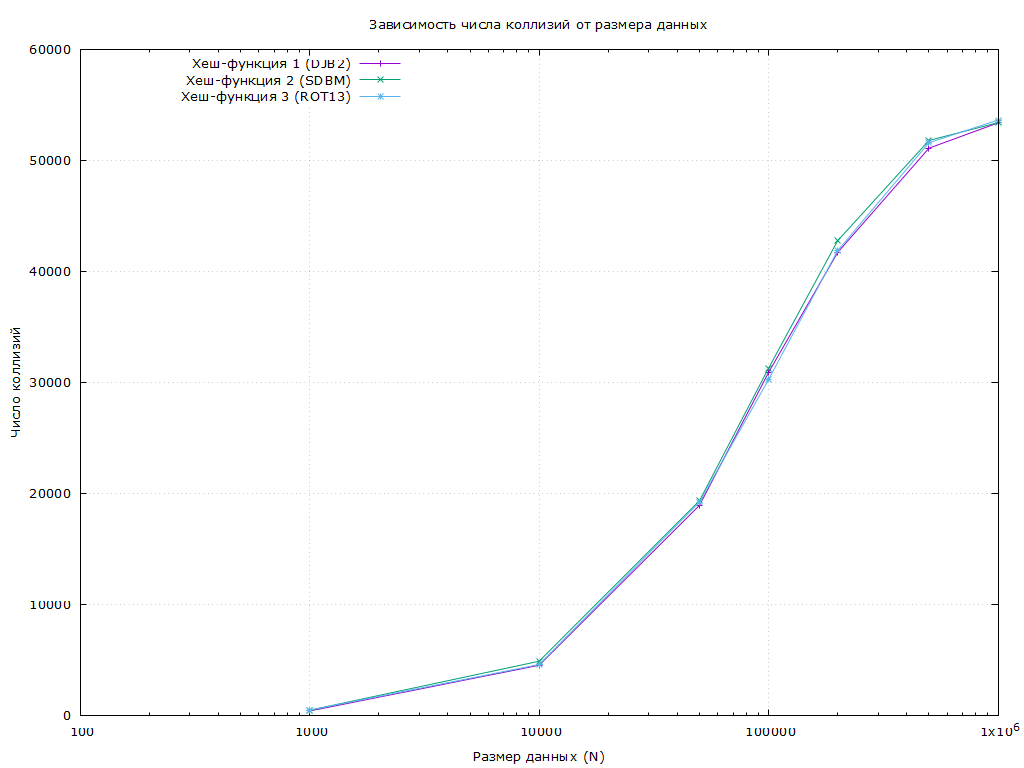 Зависимость числа коллизий от размера данных
60000
50000
40000
30000
20000
10000
0
Хеш-функция 1 (DJB2)
Хеш-функция 2 (SDBM)
Хеш-функция 3 (ROT13)
Число коллизий
100 1000 10000 100000 1x10^6
Размер данных (N)